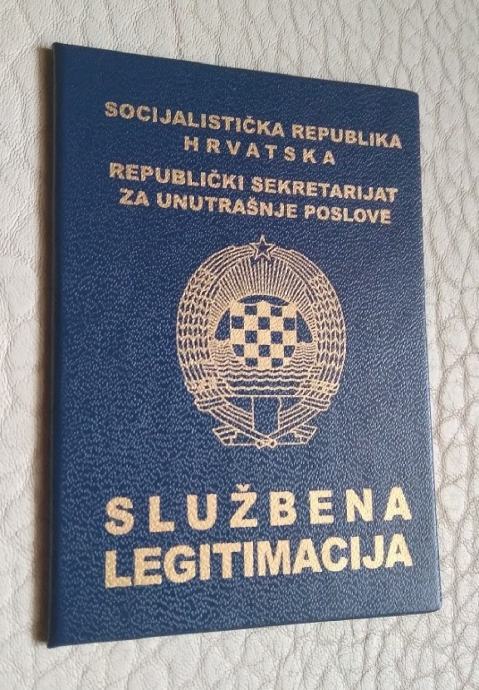 SOCIJALISTIČKA REPUBLIKA
HRVATSKA
REPUBLIČKI SEKRETARIJAT
ZA UNUTRAŠNJE POSLOVE
SLUŽBENA
LEGITIMACIJA